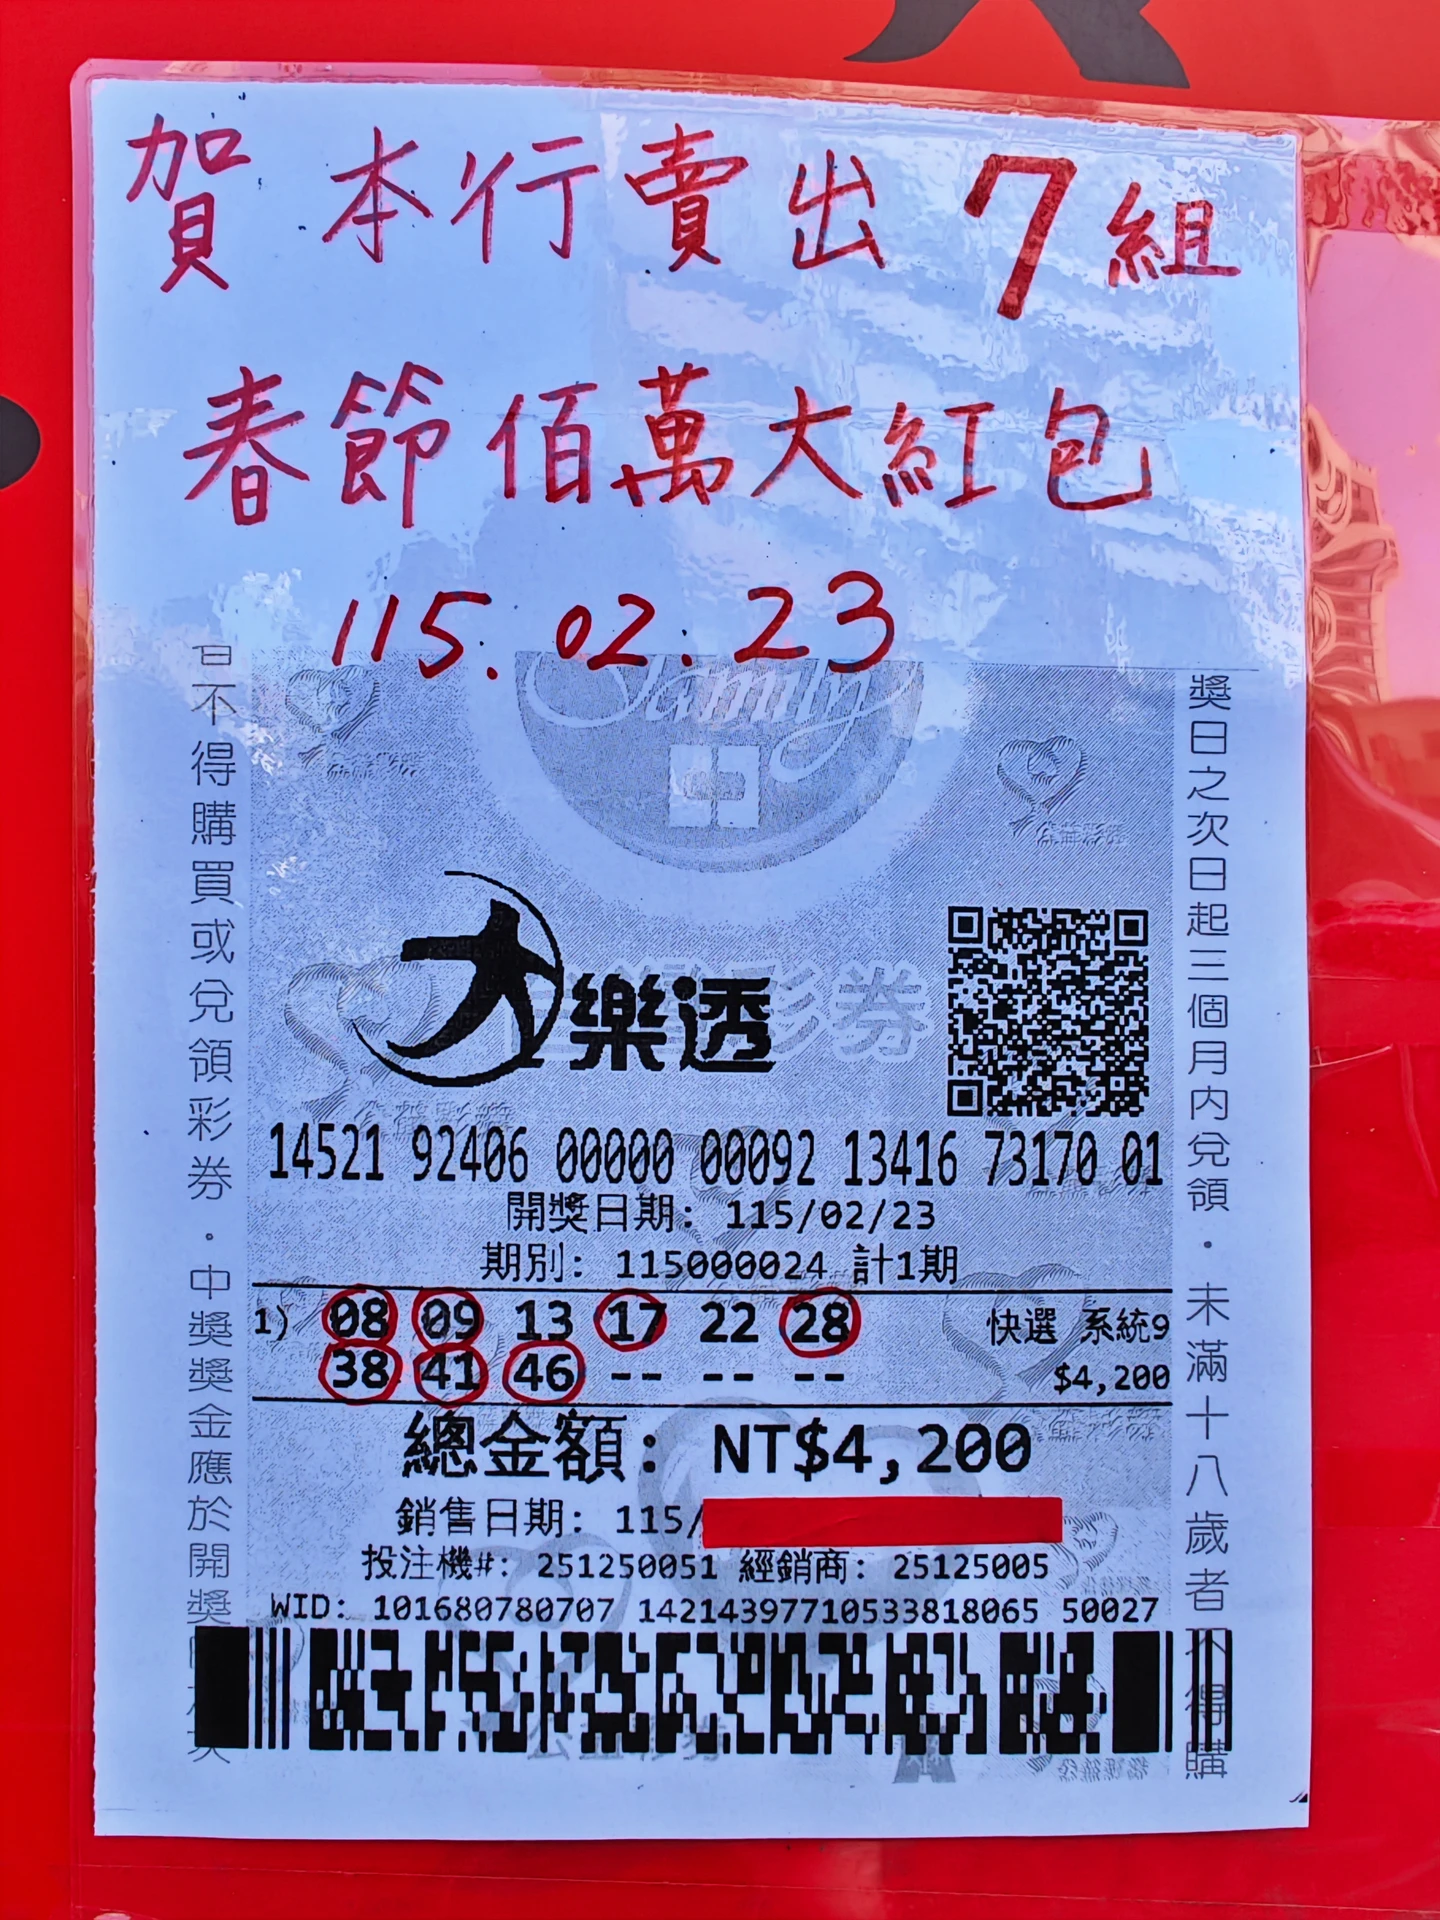 賀 本行賣出 7組
春節佰萬大紅包
115.02.23
Family
不得購買或兌領彩券。中獎獎金應於開獎
獎日之次日起三個月內兌領。未滿十八歲者不得購
大樂透
彩券
14521 92406 00000 00092 13416 73170 01
開獎日期: 115/02/23
期別: 115000024 計1期
1) 08 09 13 17 22 28 快選 系統9
38 41 46 -- -- -- $4,200
總金額: NT$4,200
銷售日期: 115/
投注機#: 251250051 經銷商: 25125005
WID: 101680780707 14214397710533818065 50027